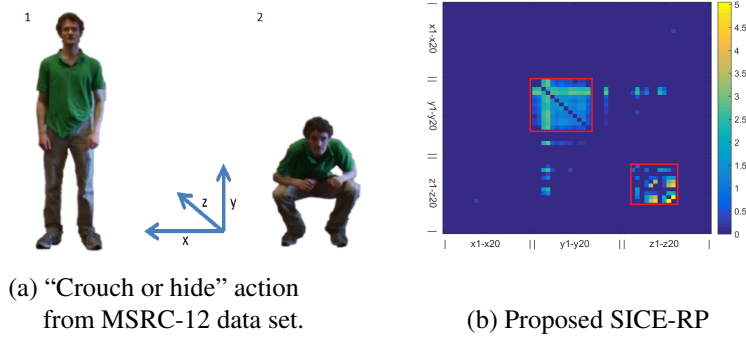 1
2
z
y
x
(a) “Crouch or hide” action
from MSRC-12 data set.
| x1-x20 || y1-y20 || z1-z20 |
5
4.5
4
3.5
3
2.5
2
1.5
1
0.5
0
| x1-x20 || y1-y20 || z1-z20 |
(b) Proposed SICE-RP